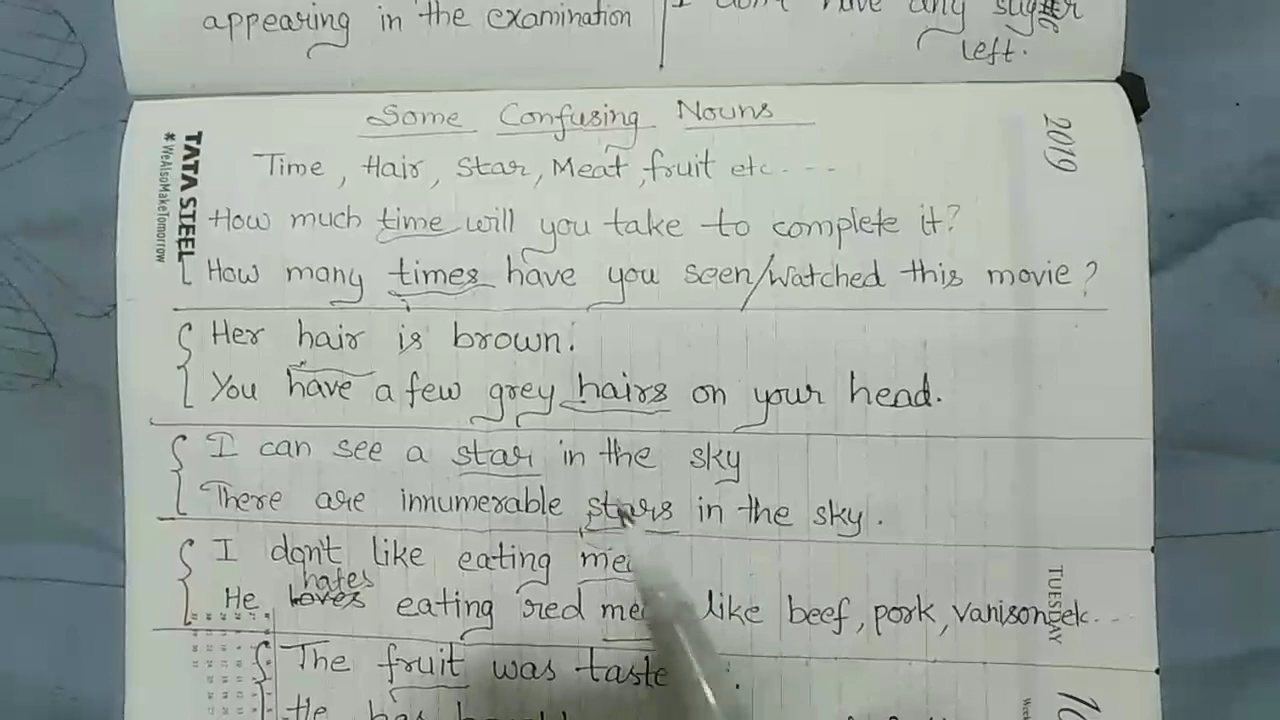 appearing in the examination
I don't have any sugar
left.
Some Confusing Nouns
Time, Hair, Star, Meat, fruit etc----
How much time will you take to complete it?
How many times have you seen/watched this movie?
Her hair is brown.
You have a few grey hairs on your head.
I can see a star in the sky
There are innumerable stars in the sky.
I don't like eating
hates
He loves eating red like beef, pork, vanison etc...
The fruit was taste
TATA STEEL
#WeAlsoMakeTomorrow
2019
TUESDAY